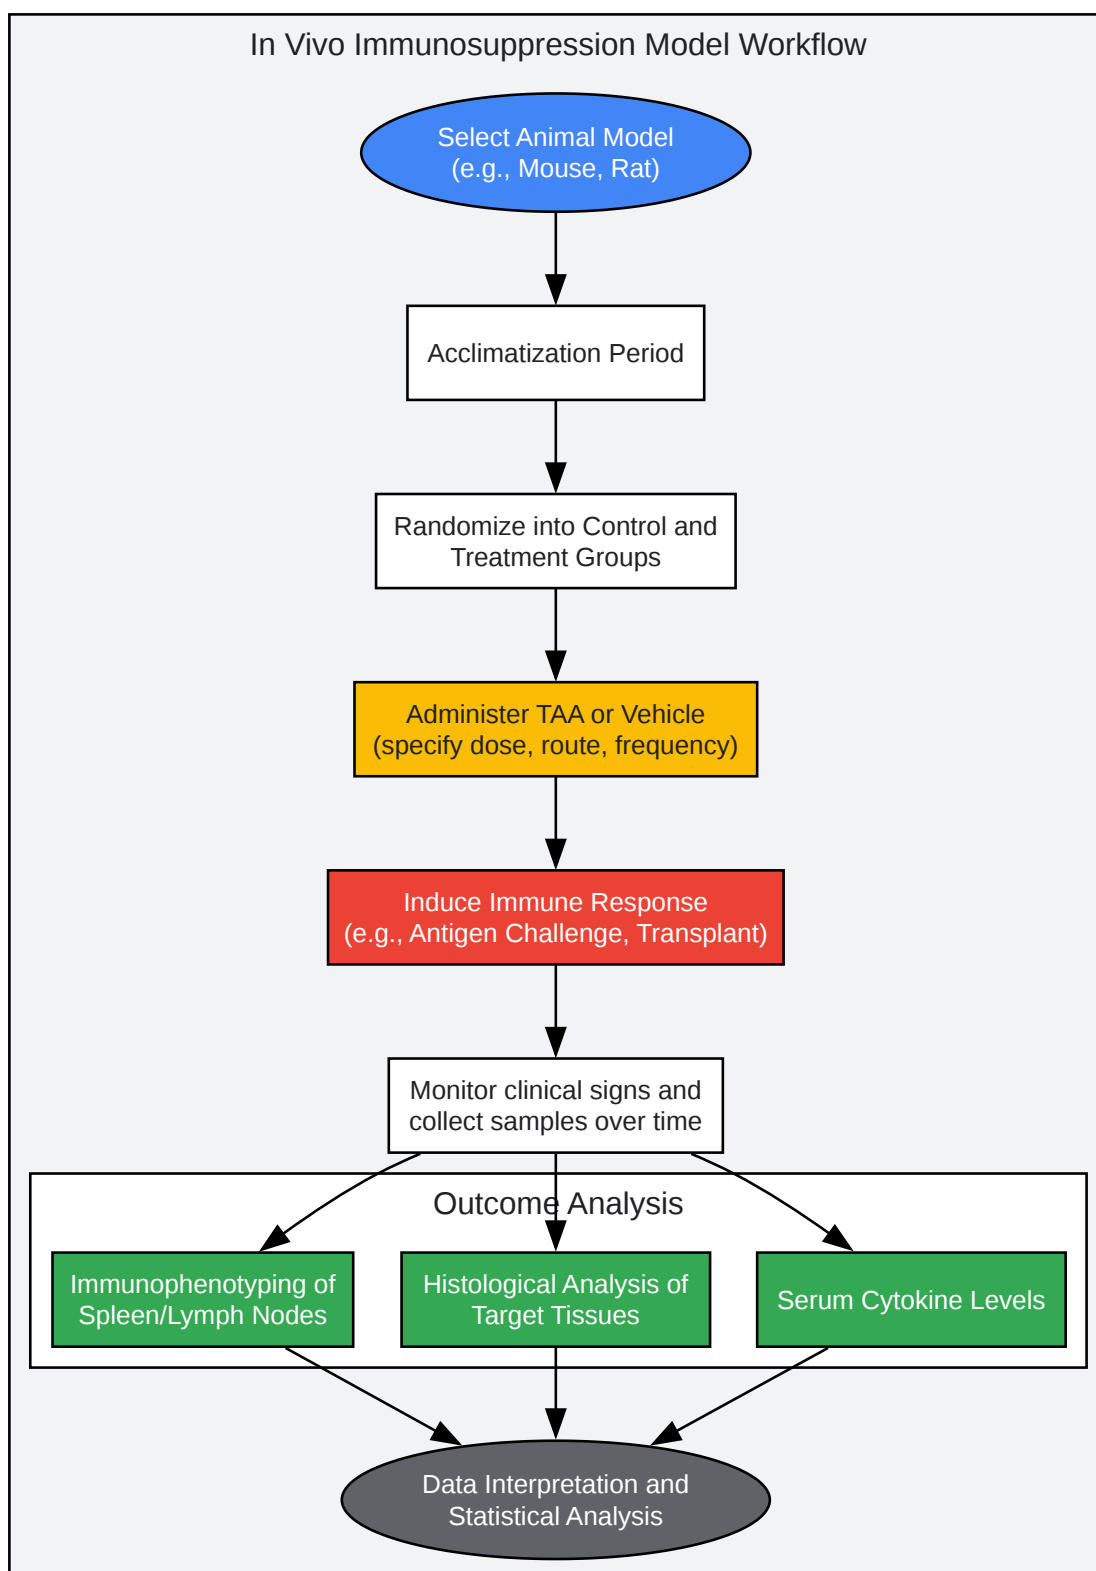 In Vivo Immunosuppression Model Workflow
Select Animal Model
(e.g., Mouse, Rat)
Acclimatization Period
Randomize into Control and
Treatment Groups
Administer TAA or Vehicle
(specify dose, route, frequency)
Induce Immune Response
(e.g., Antigen Challenge, Transplant)
Monitor clinical signs and
collect samples over time
Outcome Analysis
Immunophenotyping of
Spleen/Lymph Nodes
Histological Analysis of
Target Tissues
Serum Cytokine Levels
Data Interpretation and
Statistical Analysis